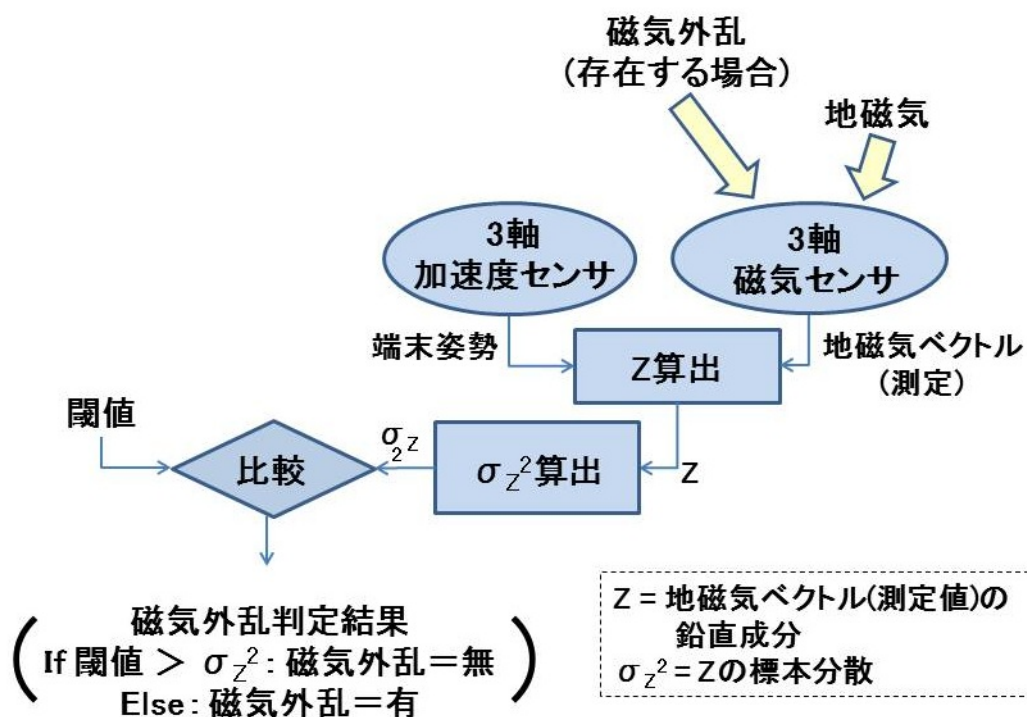 磁気外乱
(存在する場合)
地磁気
3軸
加速度センサ
3軸
磁気センサ
端末姿勢
Z算出
地磁気ベクトル
(測定)
閾値
比較
σ2Z
σZ²算出
Z
磁気外乱判定結果
If 閾値 > σZ² : 磁気外乱=無
Else : 磁気外乱=有
Z = 地磁気ベクトル(測定値)の
鉛直成分
σZ² = Zの標本分散